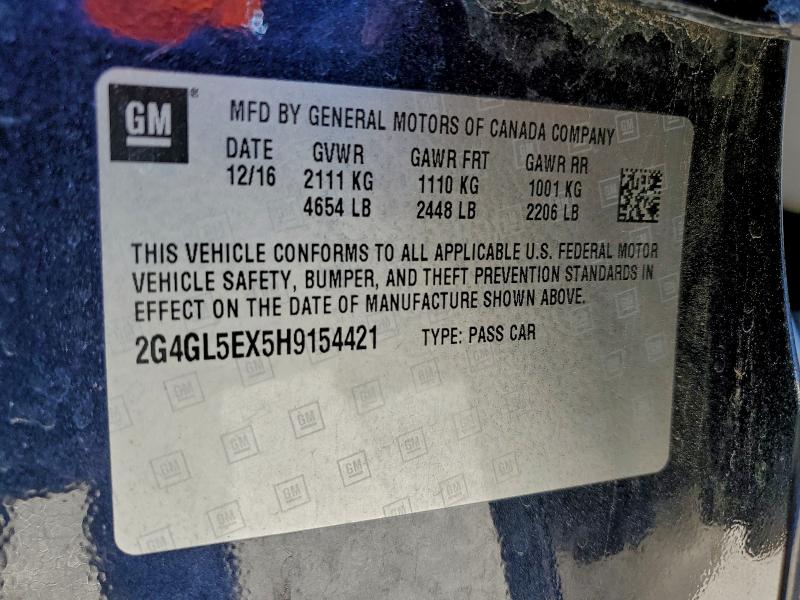 GM® MFD BY GENERAL MOTORS OF CANADA COMPANY
DATE GVWR GAWR FRT GAWR RR
12/16 2111 KG 1110 KG 1001 KG
4654 LB 2448 LB 2206 LB
THIS VEHICLE CONFORMS TO ALL APPLICABLE U.S. FEDERAL MOTOR
VEHICLE SAFETY, BUMPER, AND THEFT PREVENTION STANDARDS IN
EFFECT ON THE DATE OF MANUFACTURE SHOWN ABOVE.
2G4GL5EX5H9154421 TYPE: PASS CAR